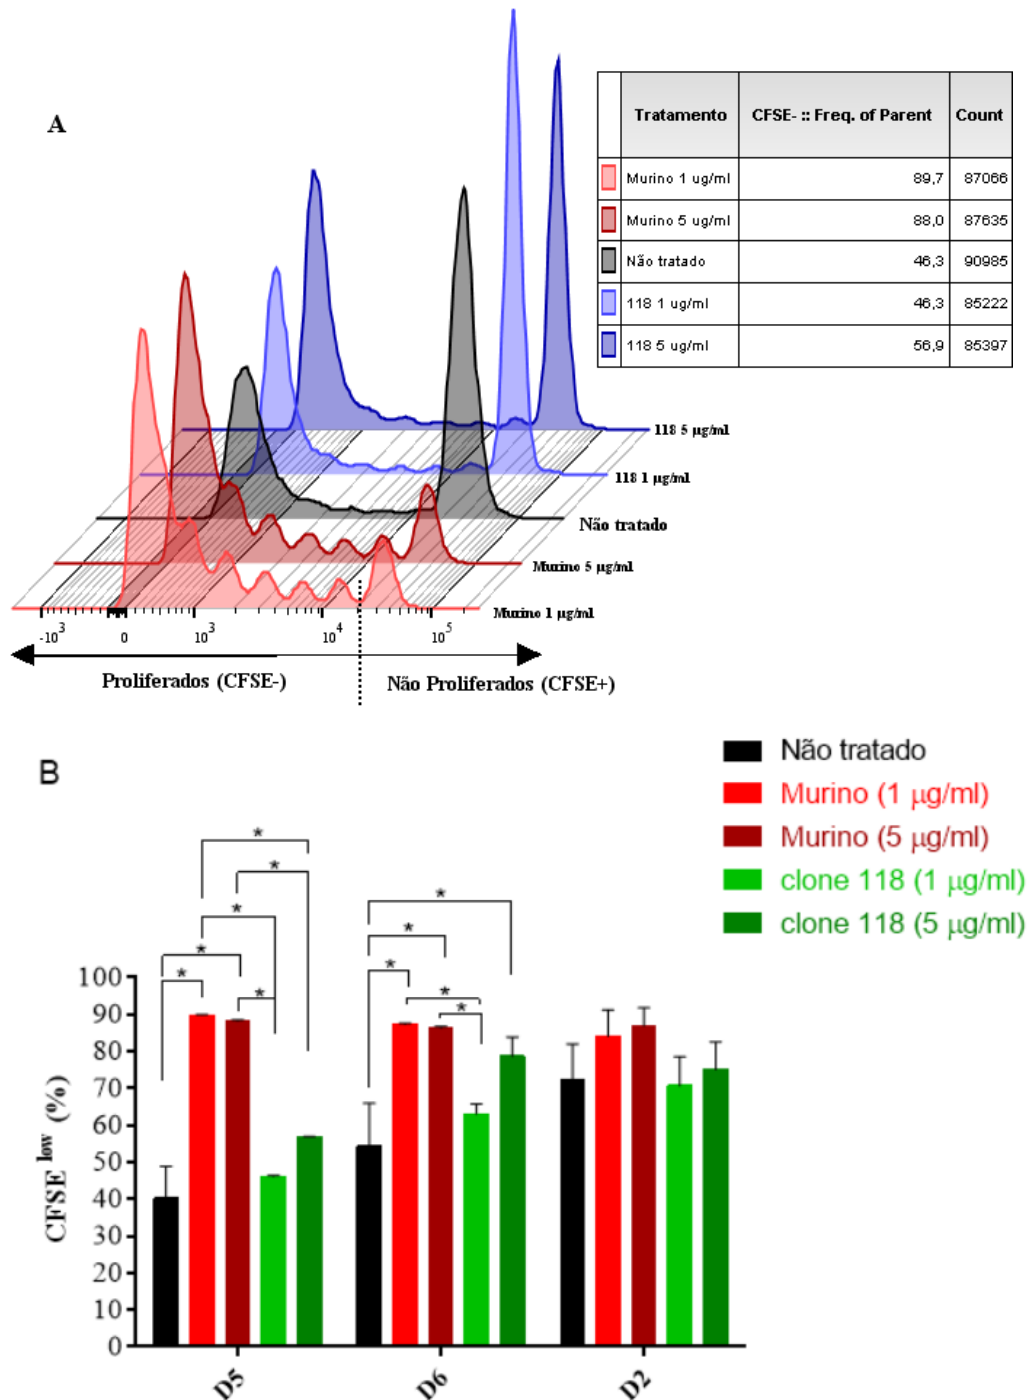 A
Tratamento CFSE- :: Freq. of Parent Count
Murino 1 ug/ml 89,7 87066
Murino 5 ug/ml 88,0 87635
Não tratado 46,3 90985
118 1 ug/ml 46,3 85222
118 5 ug/ml 56,9 85397
118 5 µg/ml
118 1 µg/ml
Não tratado
Murino 5 µg/ml
Murino 1 µg/ml
-10³ 0 10³ 10⁴ 10⁵
Proliferados (CFSE-) Não Proliferados (CFSE+)
B
Não tratado
Murino (1 µg/ml)
Murino (5 µg/ml)
clone 118 (1 µg/ml)
clone 118 (5 µg/ml)
*
*
*
*
*
*
*
*
*
*
*
CFSE low (%)
100
90
80
70
60
50
40
30
20
10
0
D5 D6 D2